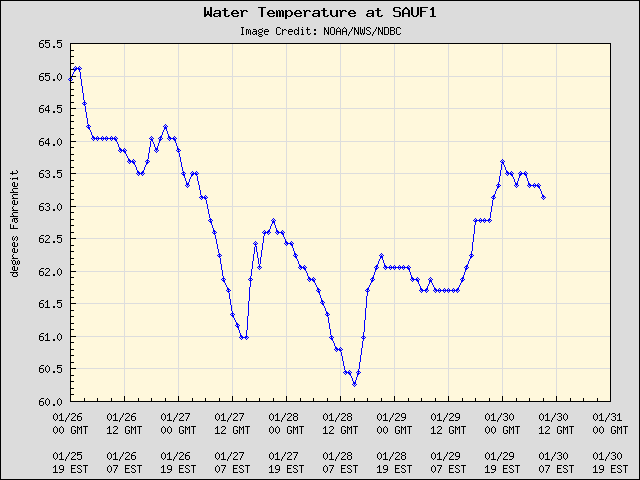 Water Temperature at SAUF1
Image Credit: NOAA/NWS/NDBC
degrees Fahrenheit
65.5
65.0
64.5
64.0
63.5
63.0
62.5
62.0
61.5
61.0
60.5
60.0
01/26 01/26 01/27 01/27 01/28 01/28 01/29 01/29 01/30 01/30 01/31
00 GMT 12 GMT 00 GMT 12 GMT 00 GMT 12 GMT 00 GMT 12 GMT 00 GMT 12 GMT 00 GMT
01/25 01/26 01/26 01/27 01/27 01/28 01/28 01/29 01/29 01/30 01/30
19 EST 07 EST 19 EST 07 EST 19 EST 07 EST 19 EST 07 EST 19 EST 07 EST 19 EST